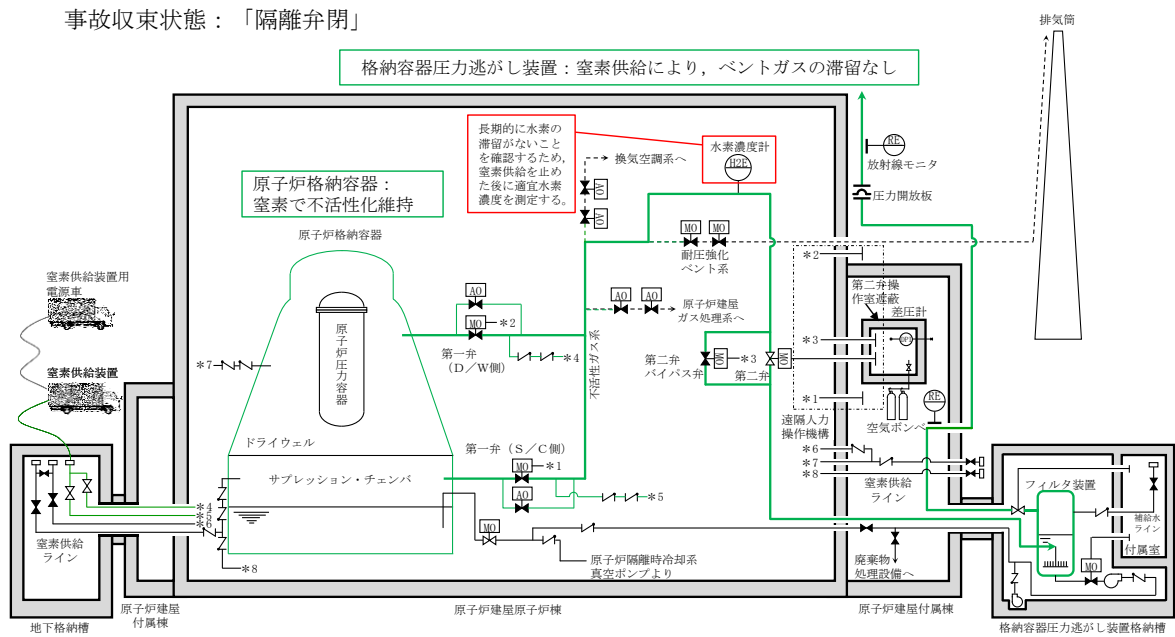 事故収束状態：「隔離弁閉」
排気筒
格納容器圧力逃がし装置：窒素供給により，ベントガスの滞留なし
長期的に水素の
滞留がないこと
を確認するため，
窒素供給を止め
た後に適宜水素
濃度を測定する。
換気空調系へ
水素濃度計
H2E
RE
放射線モニタ
圧力開放板
AO
AO
原子炉格納容器：
窒素で不活性化維持
原子炉格納容器
MO
MO
耐圧強化
ベント系
＊2
第二弁操
作室遮蔽
差圧計
窒素供給装置用
電源車
AO
MO
＊2
AO
AO
原子炉建屋
ガス処理系へ
不活性ガス系
原子炉圧力容器
＊3
DPI
第一弁
（D／W側）
＊4
第二弁
バイパス弁
MO
＊3
第二弁
MO
＊7
窒素供給装置
＊1
RE
空気ボンベ
遠隔人力
操作機構
ドライウェル
第一弁（S／C側）
MO
＊1
AO
＊5
サプレッション・チェンバ
＊6
＊7
＊8
窒素供給
ライン
フィルタ装置
補給水
ライン
付属室
MO
＊4
＊5
＊6
窒素供給
ライン
＊8
MO
原子炉隔離時冷却系
真空ポンプより
廃棄物
処理設備へ
地下格納槽
原子炉建屋
付属棟
原子炉建屋原子炉棟
原子炉建屋付属棟
格納容器圧力逃がし装置格納槽